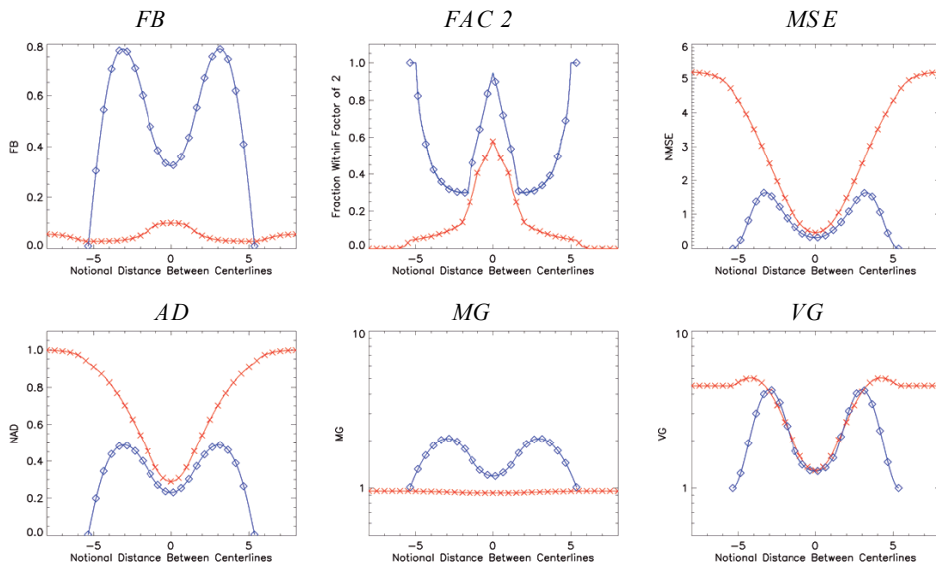 FB
FAC 2
MSE
0.8
0.6
0.4
0.2
0.0
FB
-5
0
5
Notional Distance Between Centerlines
1.0
0.8
0.6
0.4
0.2
0.0
Fraction Within Factor of 2
-5
0
5
Notional Distance Between Centerlines
6
5
4
3
2
1
0
NMSE
-5
0
5
Notional Distance Between Centerlines
AD
MG
VG
1.0
0.8
0.6
0.4
0.2
0.0
NAD
-5
0
5
Notional Distance Between Centerlines
10
1
MG
-5
0
5
Notional Distance Between Centerlines
10
1
VG
-5
0
5
Notional Distance Between Centerlines